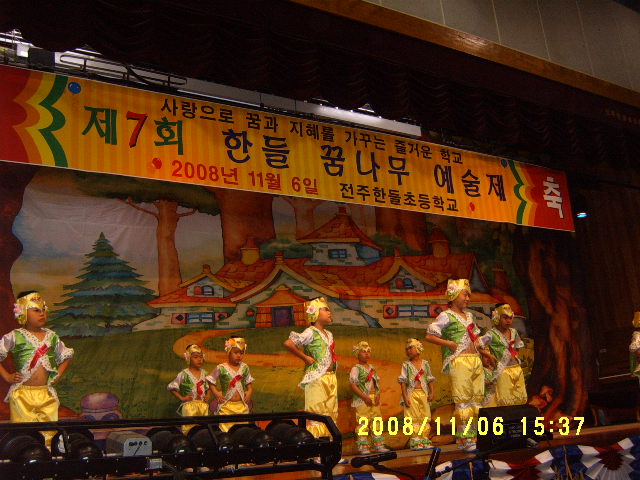 사랑으로 꿈과 지혜를 가꾸는 즐거운 학교
제7회 한들 꿈나무 예술제
2008년 11월 6일 전주한들초등학교
축
2008/11/06 15:37